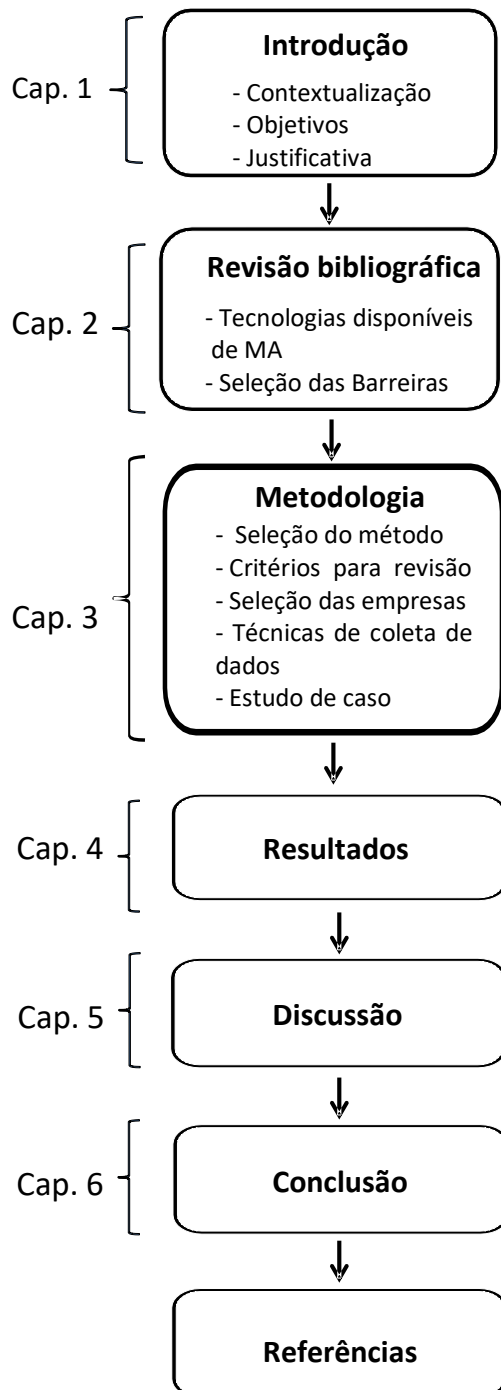 Cap. 1
Introdução
- Contextualização
- Objetivos
- Justificativa
Cap. 2
Revisão bibliográfica
- Tecnologias disponíveis
de MA
- Seleção das Barreiras
Cap. 3
Metodologia
- Seleção do método
- Critérios para revisão
- Seleção das empresas
- Técnicas de coleta de
dados
- Estudo de caso
Cap. 4
Resultados
Cap. 5
Discussão
Cap. 6
Conclusão
Referências